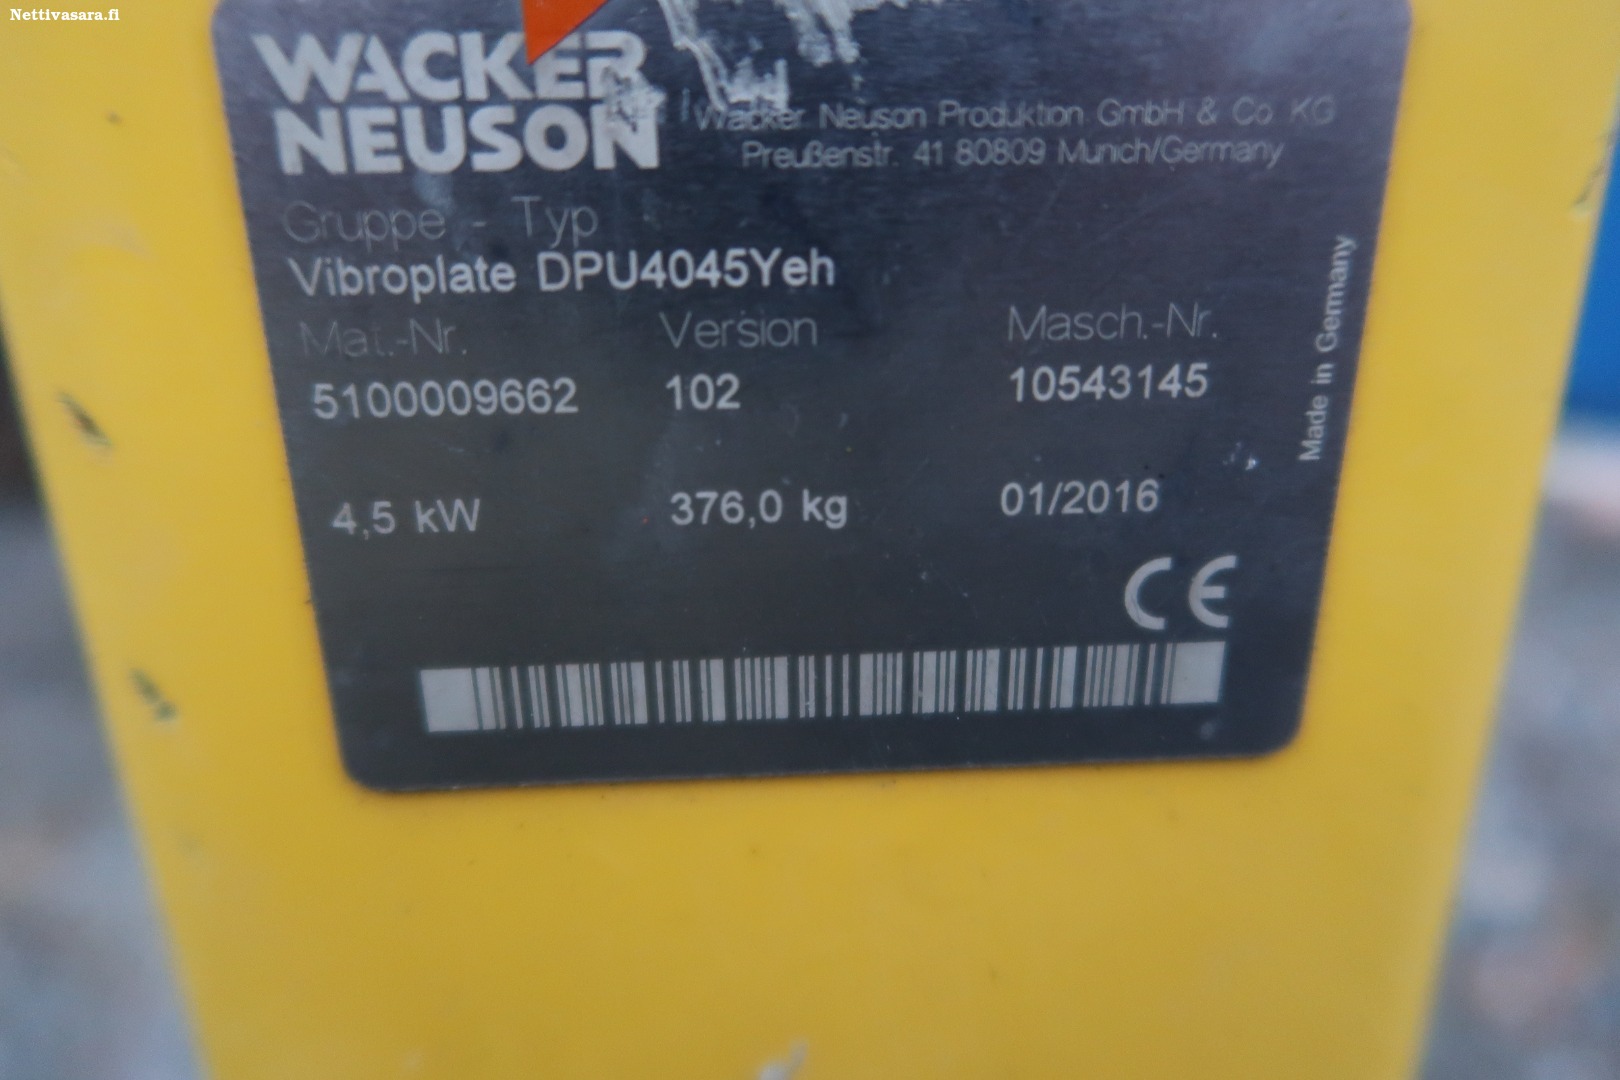 Nettivasara.fi
WACKER
NEUSON
Wacker Neuson Produktion GmbH & Co KG
Preußenstr. 41 80809 Munich/Germany
Gruppe - Typ
Vibroplate DPU4045Yeh
Mat.-Nr. Version Masch.-Nr.
5100009662 102 10543145
4,5 kW 376,0 kg 01/2016
Made in Germany
CE